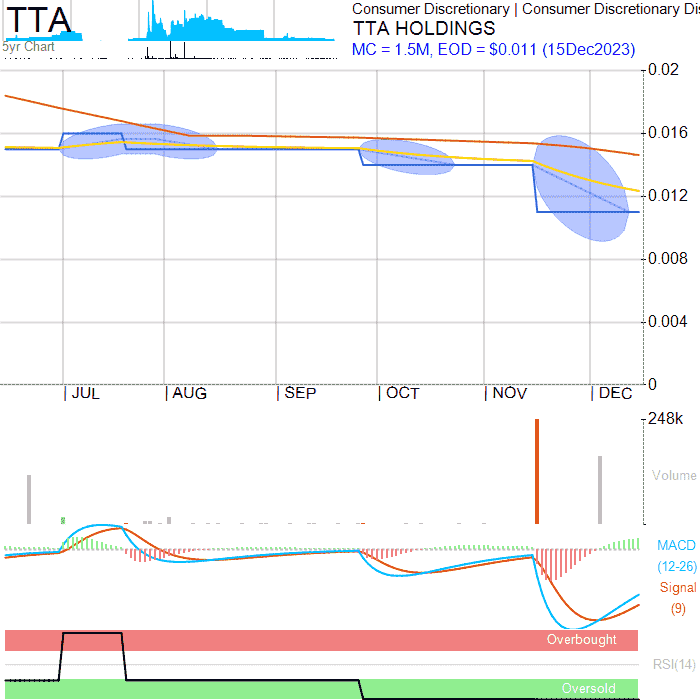 TTA
5yr Chart
Consumer Discretionary | Consumer Discretionary Dis
TTA HOLDINGS
MC = 1.5M, EOD = $0.011 (15Dec2023)
0.02
0.016
0.012
0.008
0.004
0
| JUL | AUG | SEP | OCT | NOV | DEC
248k
Volume
MACD
(12-26)
Signal
(9)
Overbought
RSI(14)
Oversold